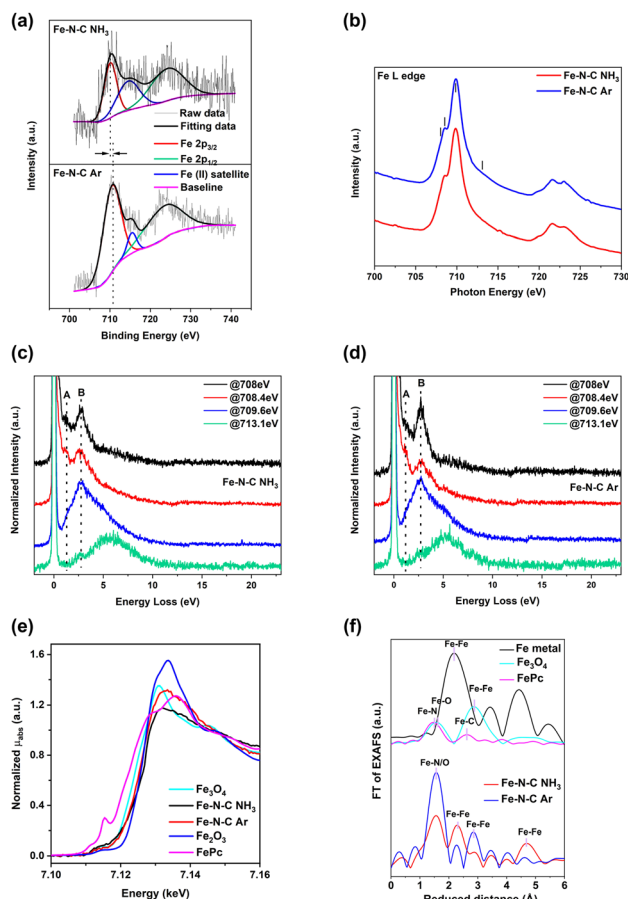 (a)
Fe-N-C NH₃
Raw data
Fitting data
Fe 2p₃/₂
Fe 2p₁/₂
Fe (II) satellite
Baseline
Fe-N-C Ar
Intensity (a.u.)
701 710 720 730 740
Binding Energy (eV)
(b)
Fe L edge
Fe-N-C NH₃
Fe-N-C Ar
Intensity (a.u.)
700 705 710 715 720 725 730
Photon Energy (eV)
(c)
A B
@708eV
@708.4eV
@709.6eV
@713.1eV
Fe-N-C NH₃
Normalized Intensity (a.u.)
0 5 10 15 20
Energy Loss (eV)
(d)
A B
@708eV
@708.4eV
@709.6eV
@713.1eV
Fe-N-C Ar
Normalized Intensity (a.u.)
0 5 10 15 20
Energy Loss (eV)
(e)
1.6
1.2
0.8
0.4
0.0
Normalized μabs (a.u.)
Fe₃O₄
Fe-N-C NH₃
Fe-N-C Ar
Fe₂O₃
FePc
7.10 7.12 7.14 7.16
Energy (keV)
(f)
Fe-Fe
Fe metal
Fe₃O₄
FePc
Fe-O
Fe-Fe
Fe-N
Fe-C
Fe-N/O
Fe-N-C NH₃
Fe-N-C Ar
Fe-Fe
Fe-Fe
Fe-Fe
FT of EXAFS (a.u.)
0 1 2 3 4 5 6
Reduced distance (Å)